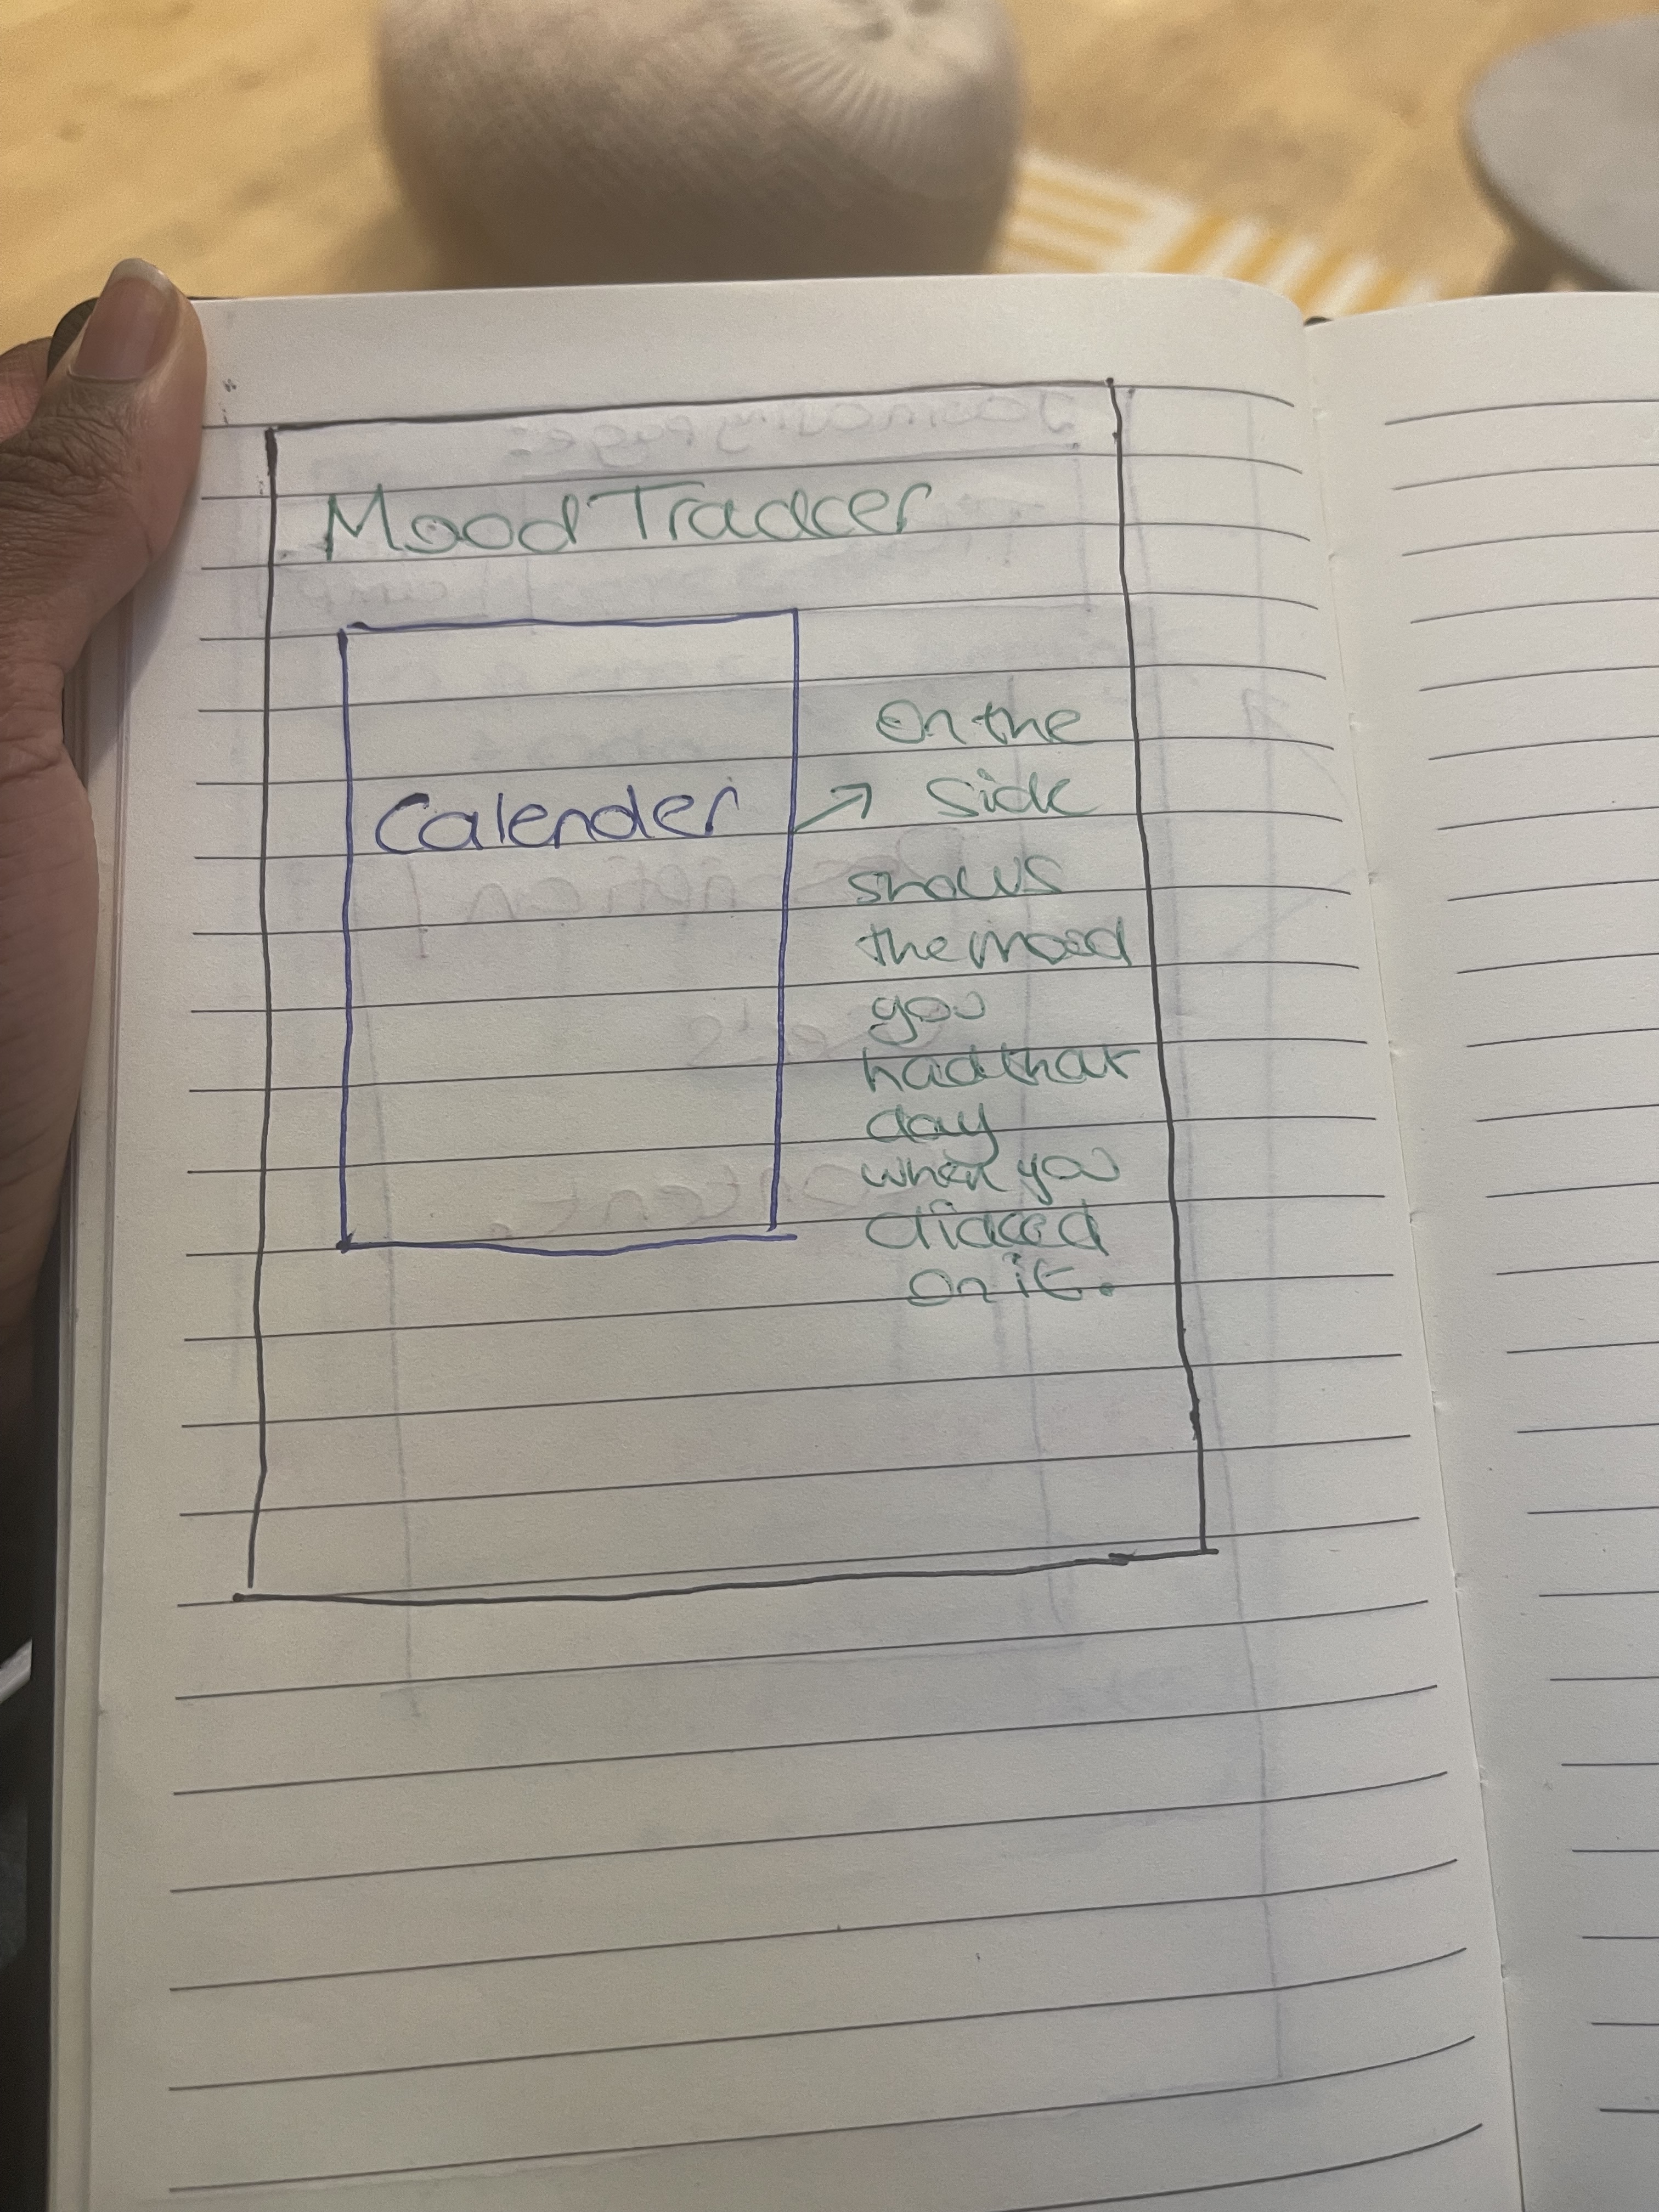 Mood Tracker
Calender
On the
Side
shows
the mood
you
had that
day
when you
clicked
on it.